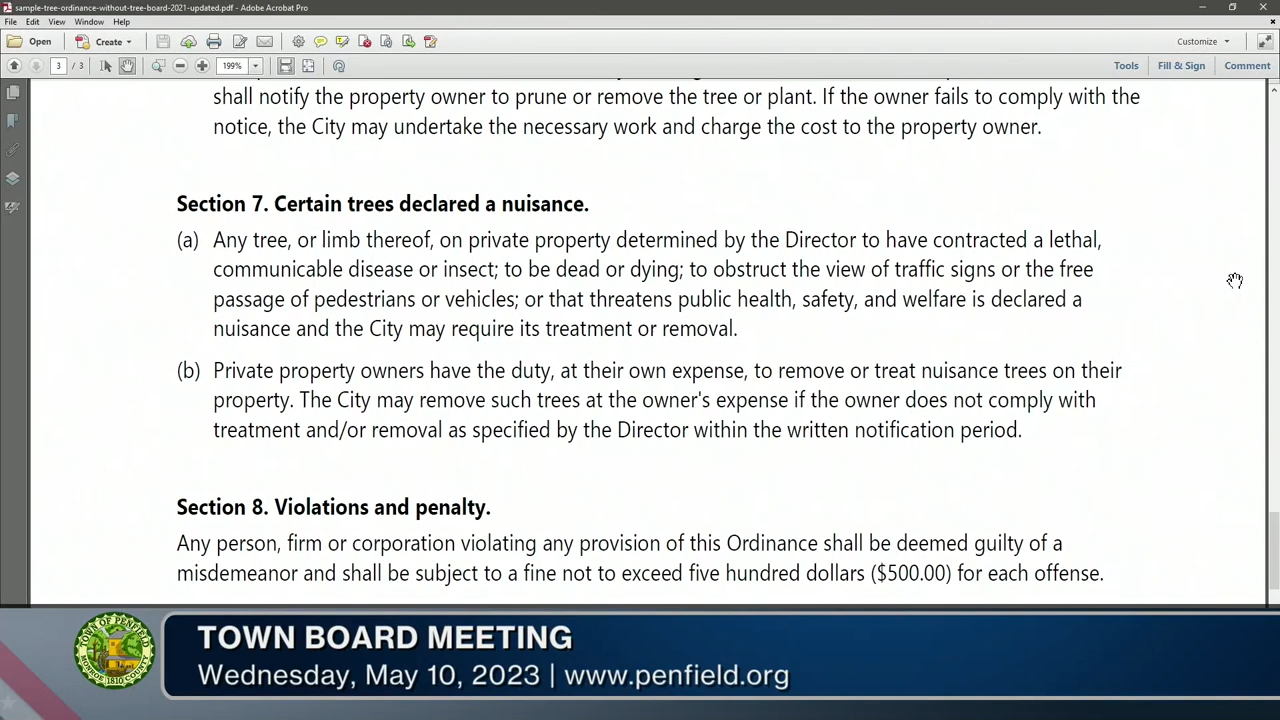 sample-tree-ordinance-without-tree-board-2021-updated.pdf - Adobe Acrobat Pro
File Edit View Window Help
Open Create Customize
3 / 3 199% Tools Fill & Sign Comment
shall notify the property owner to prune or remove the tree or plant. If the owner fails to comply with the
notice, the City may undertake the necessary work and charge the cost to the property owner.
Section 7. Certain trees declared a nuisance.
(a) Any tree, or limb thereof, on private property determined by the Director to have contracted a lethal,
communicable disease or insect; to be dead or dying; to obstruct the view of traffic signs or the free
passage of pedestrians or vehicles; or that threatens public health, safety, and welfare is declared a
nuisance and the City may require its treatment or removal.
(b) Private property owners have the duty, at their own expense, to remove or treat nuisance trees on their
property. The City may remove such trees at the owner's expense if the owner does not comply with
treatment and/or removal as specified by the Director within the written notification period.
Section 8. Violations and penalty.
Any person, firm or corporation violating any provision of this Ordinance shall be deemed guilty of a
misdemeanor and shall be subject to a fine not to exceed five hundred dollars ($500.00) for each offense.
TOWN OF PENFIELD
MONROE COUNTY
1810
TOWN BOARD MEETING
Wednesday, May 10, 2023 | www.penfield.org